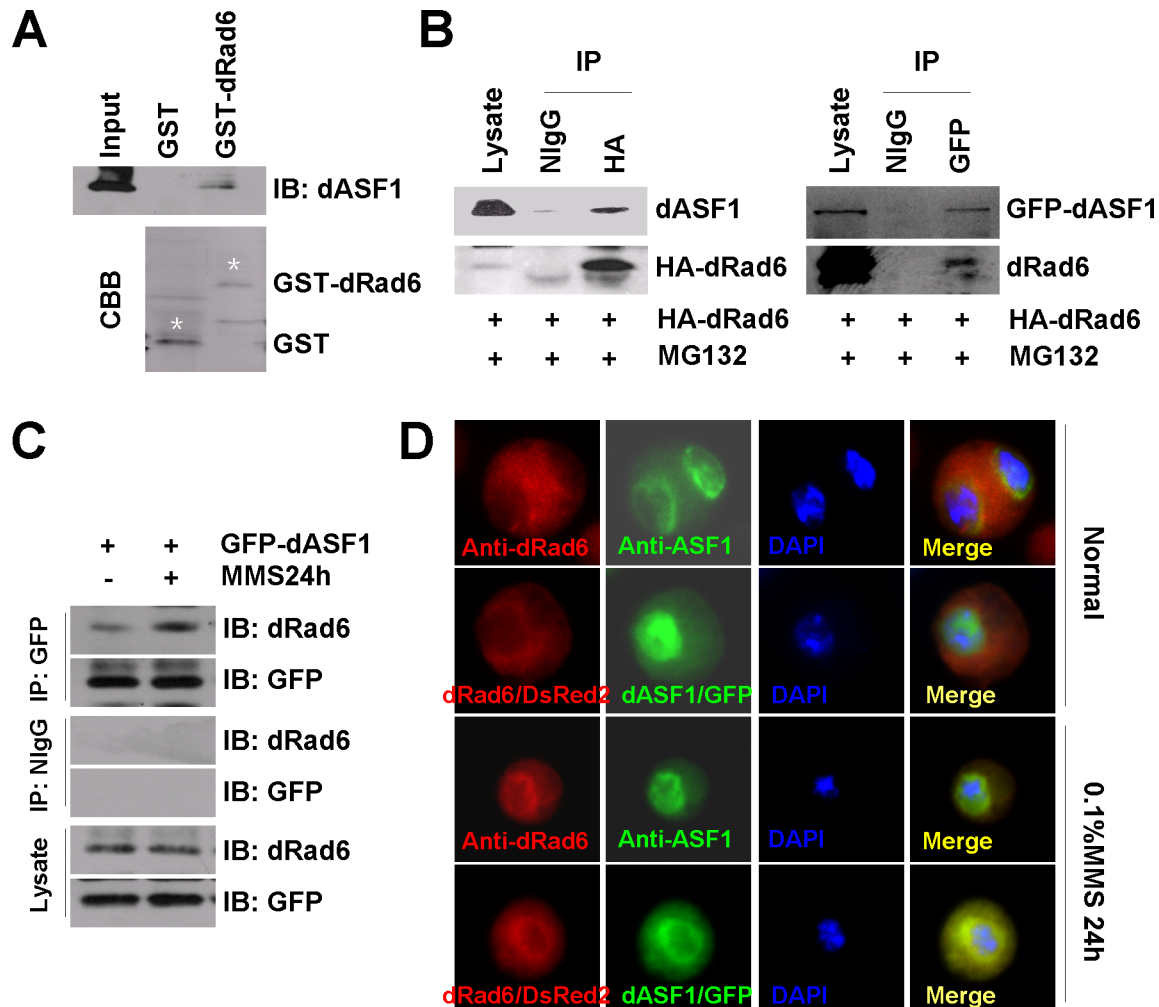 A
Input
GST
GST-dRad6
IB: dASF1
CBB
*
*
GST-dRad6
GST
B
IP
Lysate
NIgG
HA
dASF1
HA-dRad6
+ + + HA-dRad6
+ + + MG132
IP
Lysate
NIgG
GFP
GFP-dASF1
dRad6
+ + + HA-dRad6
+ + + MG132
C
+ + GFP-dASF1
- + MMS24h
IP: GFP
IB: dRad6
IB: GFP
IP: NIgG
IB: dRad6
IB: GFP
Lysate
IB: dRad6
IB: GFP
D
Anti-dRad6 Anti-ASF1 DAPI Merge
dRad6/DsRed2 dASF1/GFP DAPI Merge
Normal
Anti-dRad6 Anti-ASF1 DAPI Merge
dRad6/DsRed2 dASF1/GFP DAPI Merge
0.1%MMS 24h